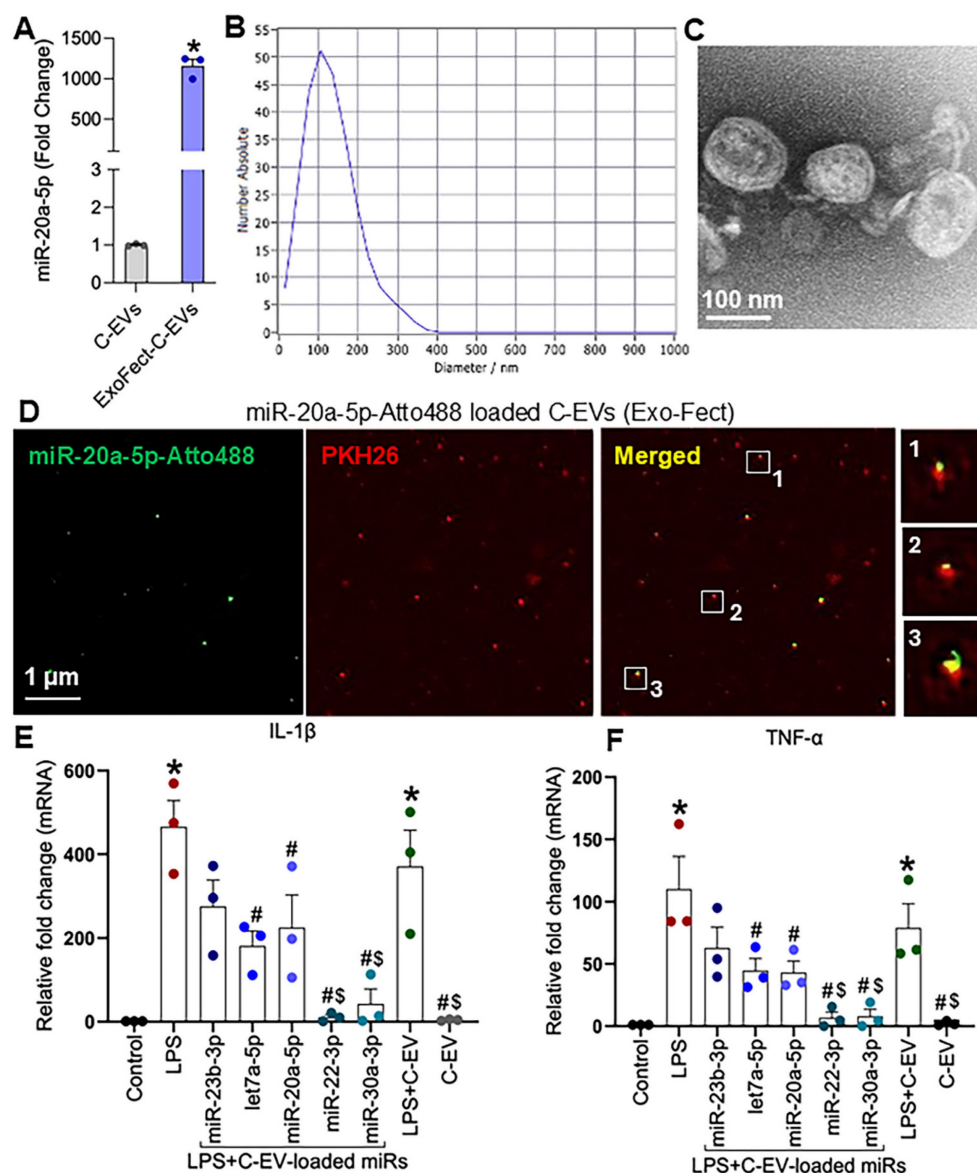 A
miR-20a-5p (Fold Change)
1500
1000
500
3
2
1
0
*
C-EVs
ExoFect-C-EVs
B
Number Absolute
55
50
45
40
35
30
25
20
15
10
5
0
0 100 200 300 400 500 600 700 800 900 1000
Diameter / nm
C
100 nm
D
miR-20a-5p-Atto488 loaded C-EVs (Exo-Fect)
miR-20a-5p-Atto488
1 µm
PKH26
Merged
1
2
3
1
2
3
E
IL-1β
Relative fold change (mRNA)
600
400
200
0
*
#
#
#$
#$
*
#$
Control
LPS
miR-23b-3p
let7a-5p
miR-20a-5p
miR-22-3p
miR-30a-3p
LPS+C-EV
C-EV
LPS+C-EV-loaded miRs
F
TNF-α
Relative fold change (mRNA)
200
150
100
50
0
*
#
#
#$
#$
*
#$
Control
LPS
miR-23b-3p
let7a-5p
miR-20a-5p
miR-22-3p
miR-30a-3p
LPS+C-EV
C-EV
LPS+C-EV-loaded miRs